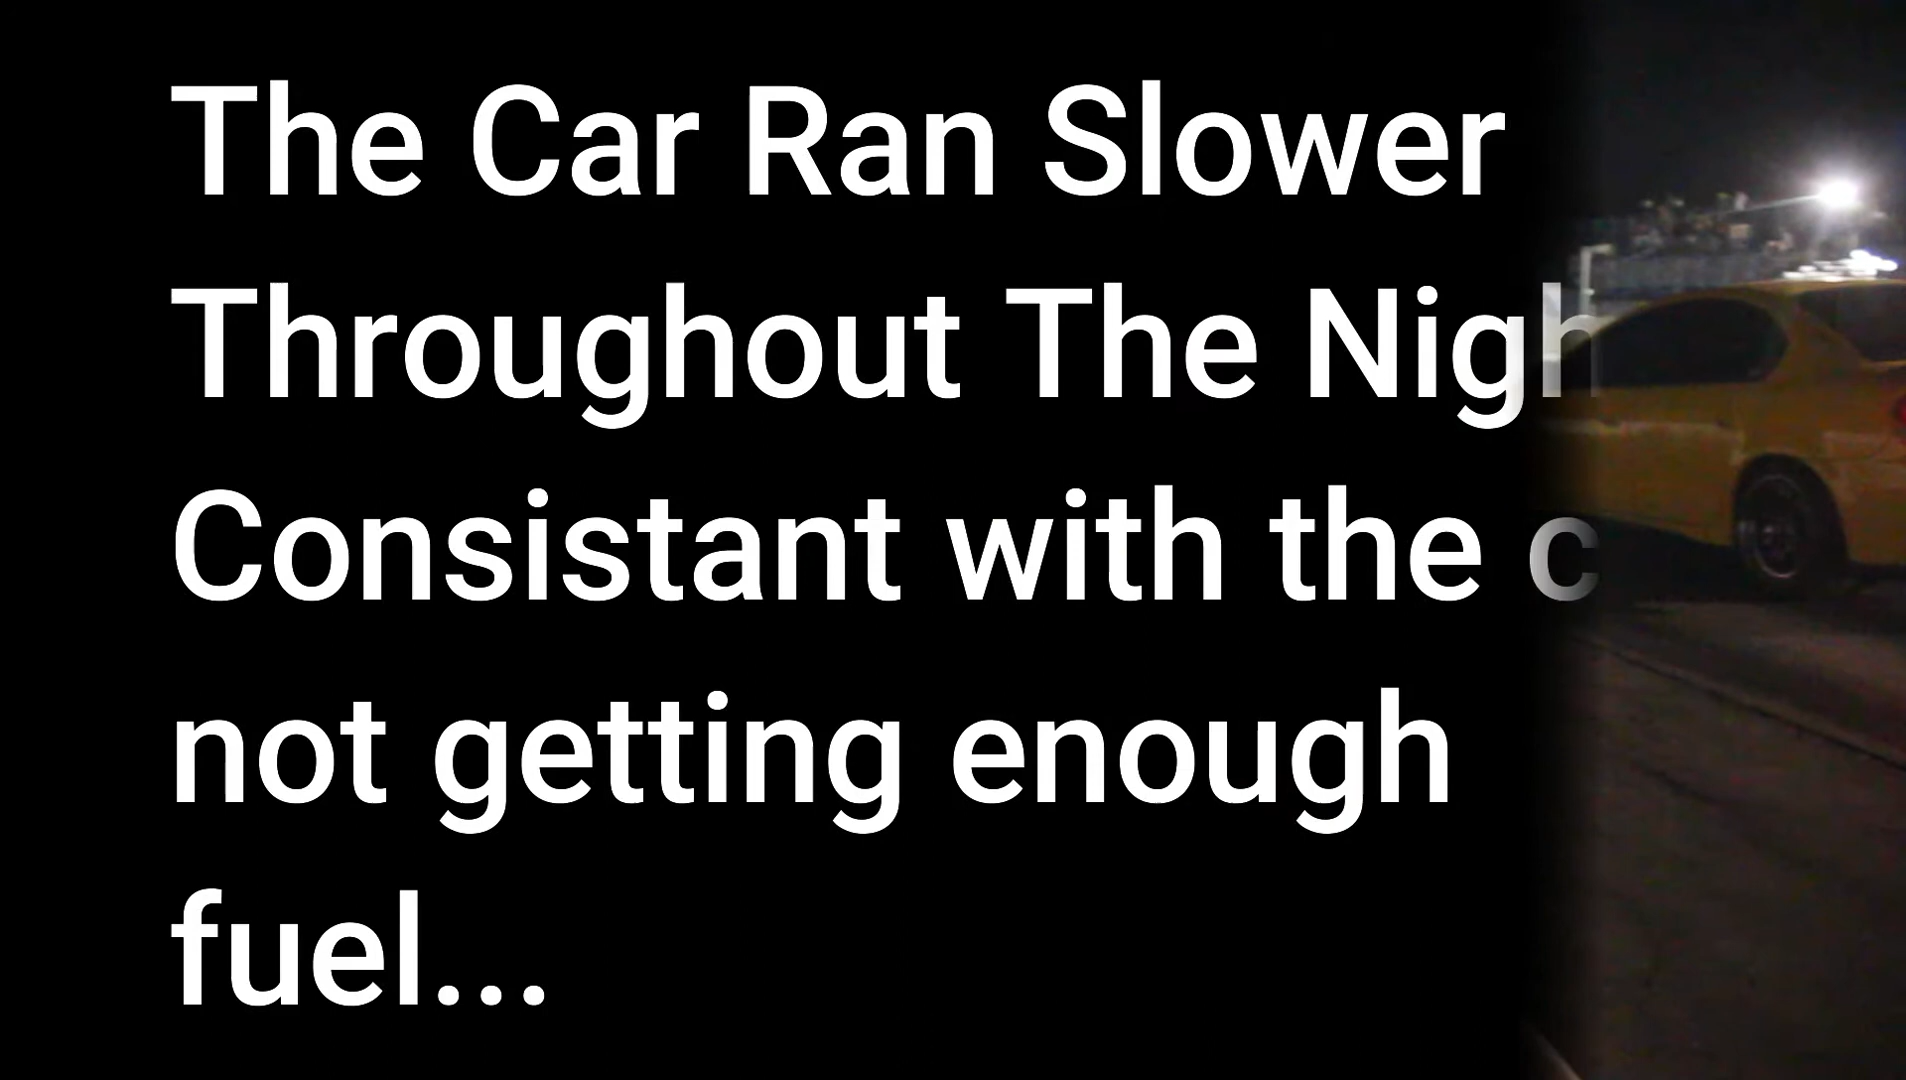 The Car Ran Slower
Throughout The Nigh
Consistant with the c
not getting enough
fuel...